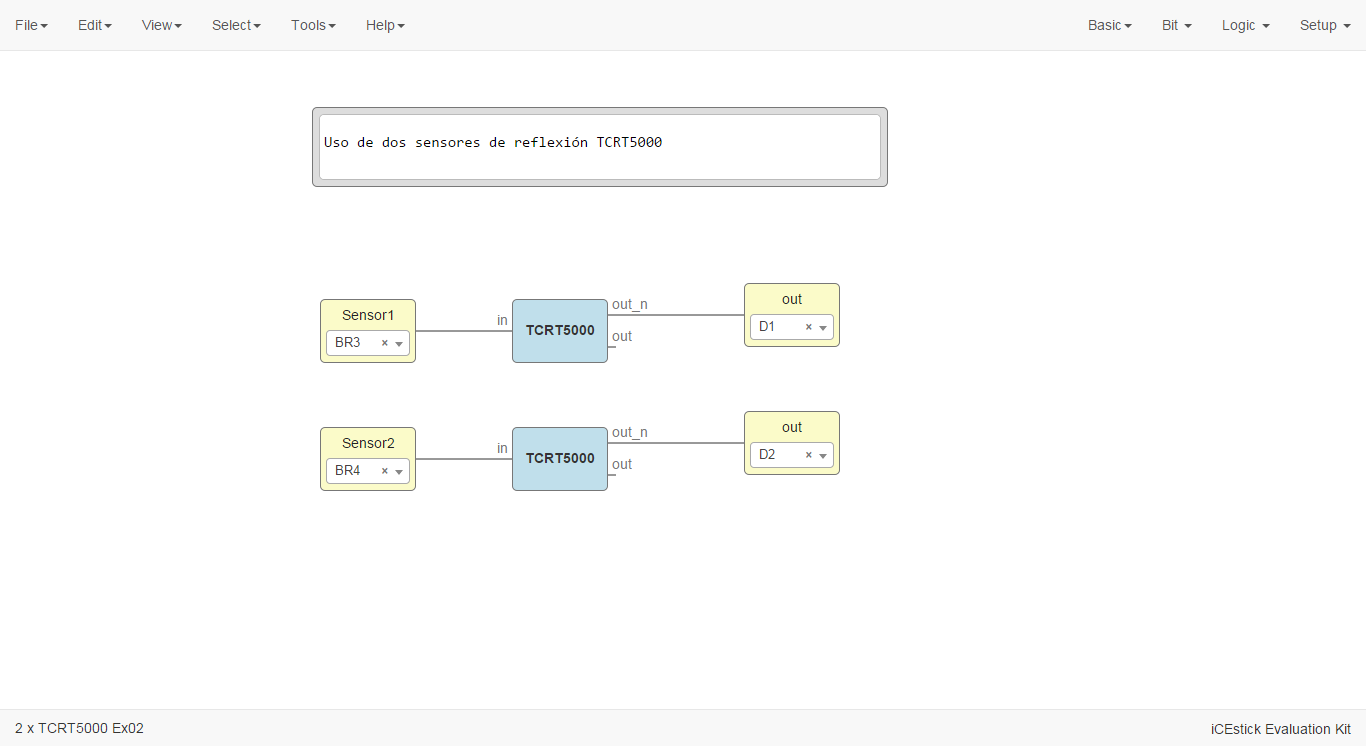 File Edit View Select Tools Help Basic Bit Logic Setup
Uso de dos sensores de reflexión TCRT5000
Sensor1
BR3 ×
in
TCRT5000
out_n
out
out
D1 ×
Sensor2
BR4 ×
in
TCRT5000
out_n
out
out
D2 ×
2 x TCRT5000 Ex02
iCEstick Evaluation Kit